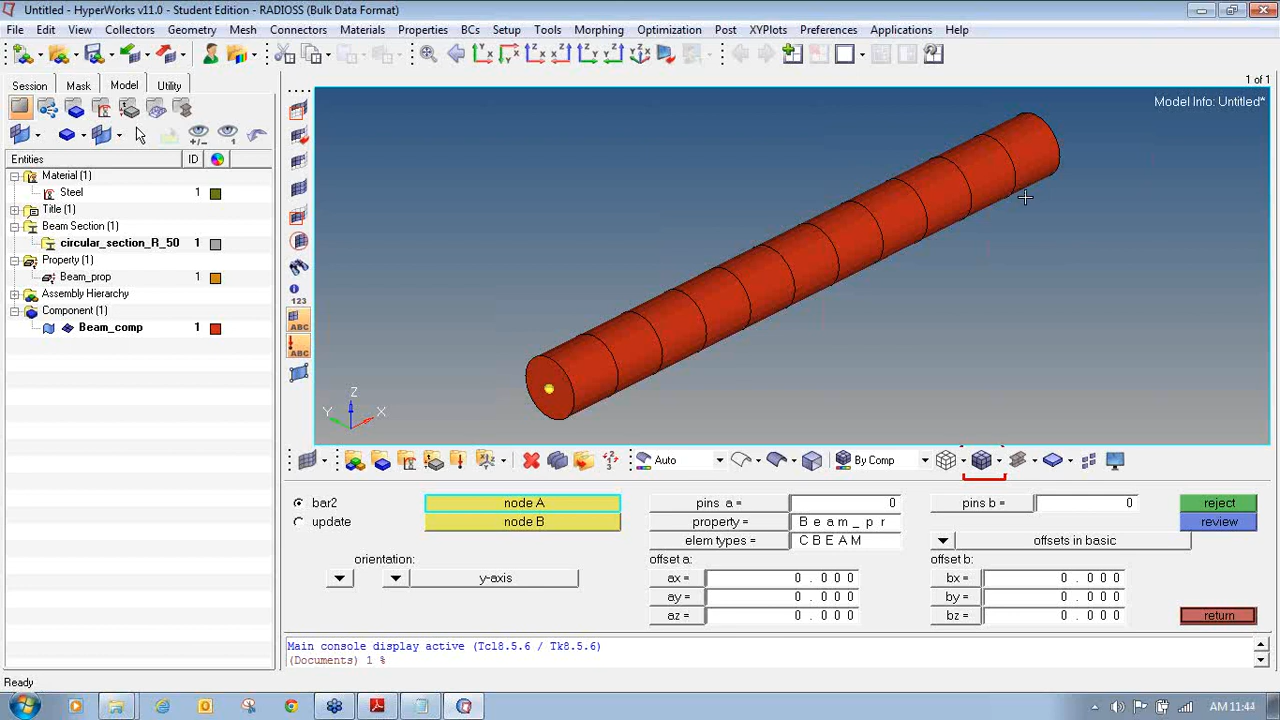 Untitled - HyperWorks v11.0 - Student Edition - RADIOSS (Bulk Data Format)
File Edit View Collectors Geometry Mesh Connectors Materials Properties BCs Setup Tools Morphing Optimization Post XYPlots Preferences Applications Help
Session Mask Model Utility
1 of 1
Model Info: Untitled*
Entities ID
Material (1)
Steel 1
Title (1)
Beam Section (1)
circular_section_R_50 1
Property (1)
Beam_prop 1
Assembly Hierarchy
Component (1)
Beam_comp 1
123
ABC
ABC
Z
Y X
Auto
By Comp
bar2
update
node A
node B
orientation:
y-axis
pins a = 0
property = Beam_pr
elem types = CBEAM
offset a:
ax = 0.000
ay = 0.000
az = 0.000
pins b = 0
offsets in basic
offset b:
bx = 0.000
by = 0.000
bz = 0.000
reject
review
return
Main console display active (Tcl8.5.6 / Tk8.5.6)
(Documents) 1 %
Ready
AM 11:44